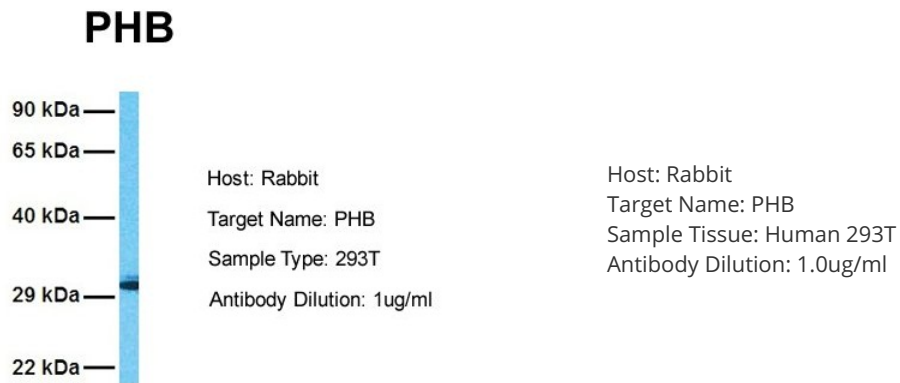 PHB
90 kDa
65 kDa
40 kDa
29 kDa
22 kDa
Host: Rabbit
Target Name: PHB
Sample Type: 293T
Antibody Dilution: 1ug/ml
Host: Rabbit
Target Name: PHB
Sample Tissue: Human 293T
Antibody Dilution: 1.0ug/ml